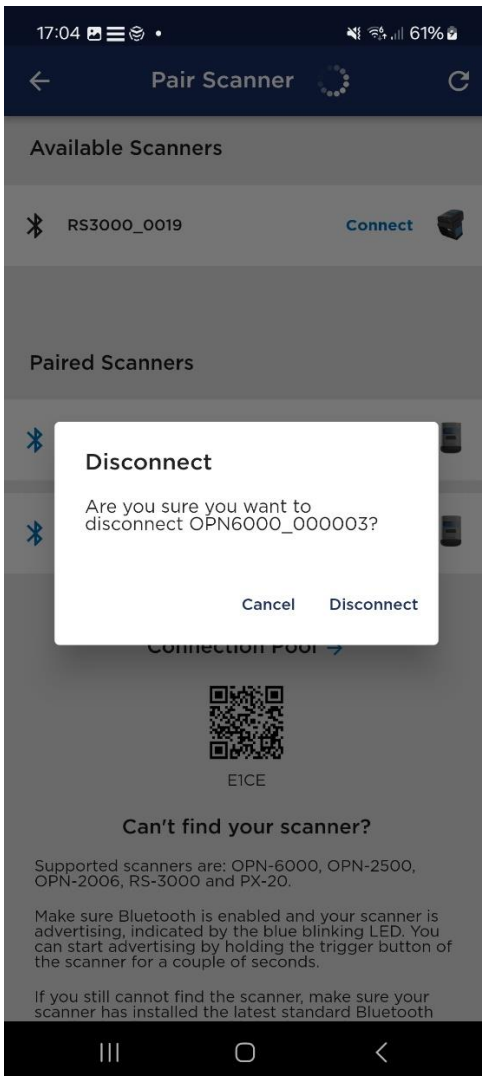 17:04
61%
Pair Scanner
Available Scanners
RS3000_0019
Connect
Paired Scanners
Disconnect
Are you sure you want to
disconnect OPN6000_000003?
Cancel Disconnect
Connection Pool →
E1CE
Can't find your scanner?
Supported scanners are: OPN-6000, OPN-2500,
OPN-2006, RS-3000 and PX-20.
Make sure Bluetooth is enabled and your scanner is
advertising, indicated by the blue blinking LED. You
can start advertising by holding the trigger button of
the scanner for a couple of seconds.
If you still cannot find the scanner, make sure your
scanner has installed the latest standard Bluetooth